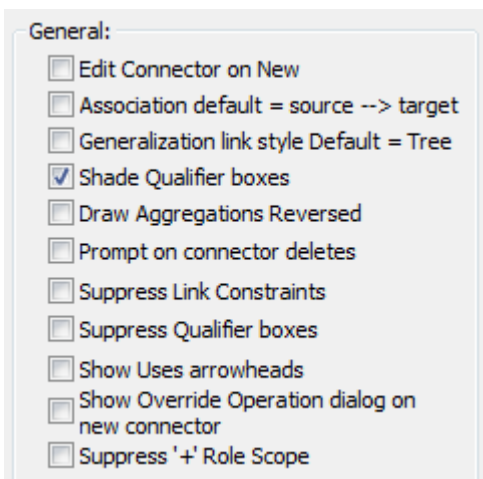 General:
Edit Connector on New
Association default = source --> target
Generalization link style Default = Tree
Shade Qualifier boxes
Draw Aggregations Reversed
Prompt on connector deletes
Suppress Link Constraints
Suppress Qualifier boxes
Show Uses arrowheads
Show Override Operation dialog on
new connector
Suppress '+' Role Scope